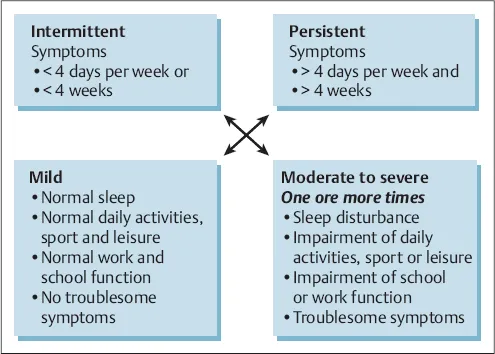 Intermittent
Symptoms
•< 4 days per week or
•< 4 weeks
Persistent
Symptoms
•> 4 days per week and
•> 4 weeks
Mild
•Normal sleep
•Normal daily activities,
sport and leisure
•Normal work and
school function
•No troublesome
symptoms
Moderate to severe
One ore more times
•Sleep disturbance
•Impairment of daily
activities, sport or leisure
•Impairment of school
or work function
•Troublesome symptoms